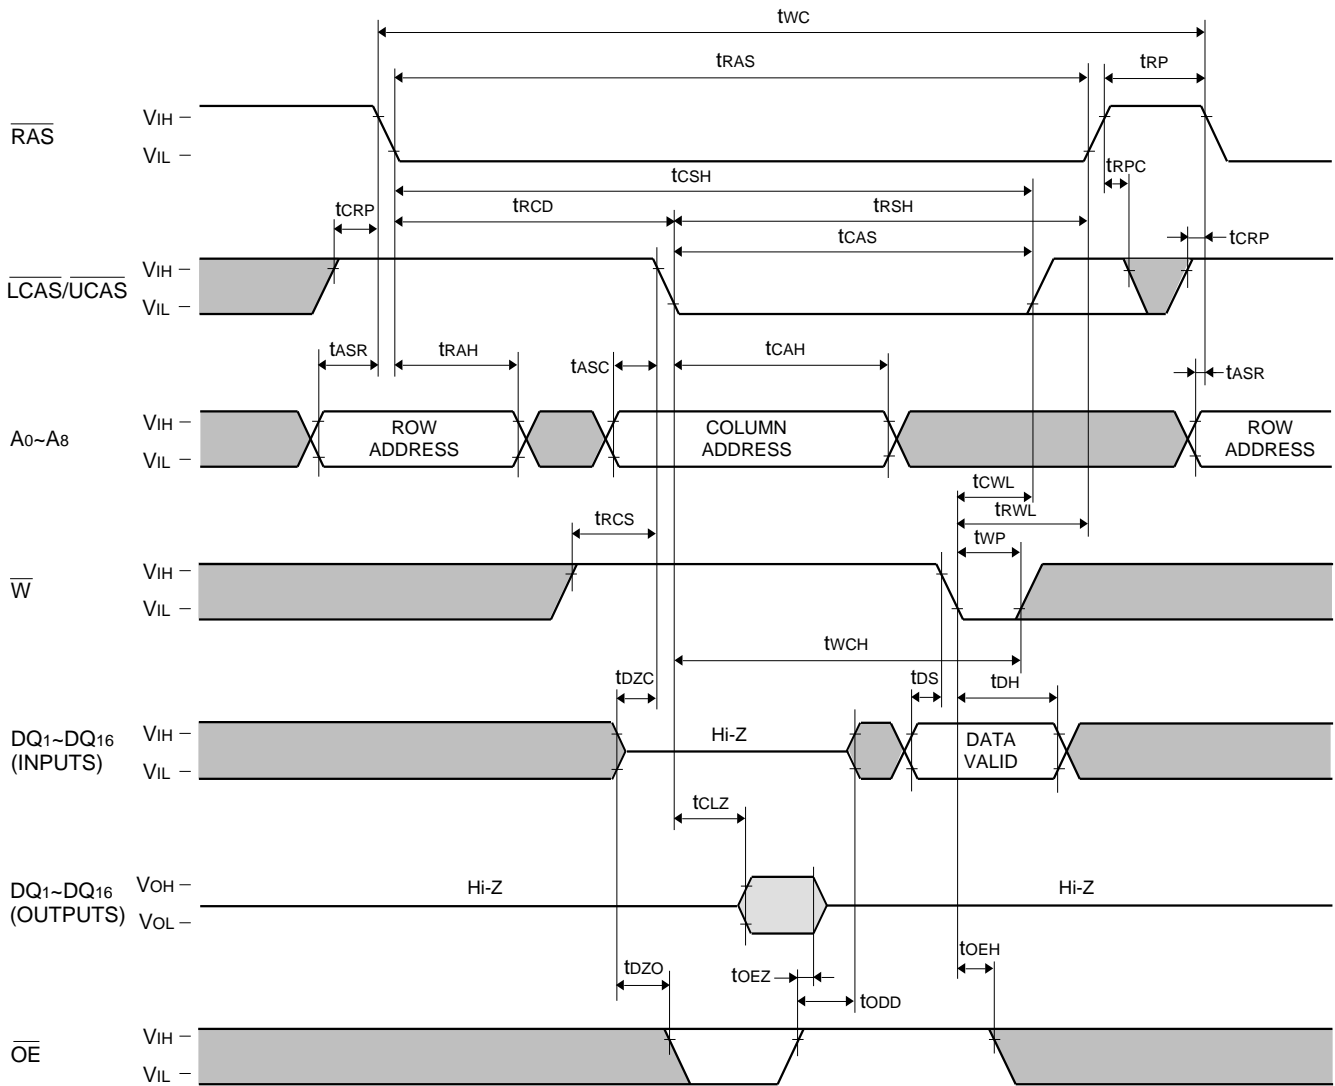 tWC
tRAS
tRP
RAS
VIH
VIL
tCSH
tRPC
tCRP
tRCD
tRSH
tCAS
tCRP
LCAS/UCAS
VIH
VIL
tASR
tRAH
tASC
tCAH
tASR
A0~A8
VIH
VIL
ROW
ADDRESS
COLUMN
ADDRESS
ROW
ADDRESS
tCWL
tRWL
tRCS
tWP
W
VIH
VIL
tWCH
tDZC
tDS
tDH
DQ1~DQ16
(INPUTS)
VIH
VIL
Hi-Z
DATA
VALID
tCLZ
DQ1~DQ16
(OUTPUTS)
VOH
VOL
Hi-Z
Hi-Z
tDZO
tOEZ
tODD
tOEH
OE
VIH
VIL